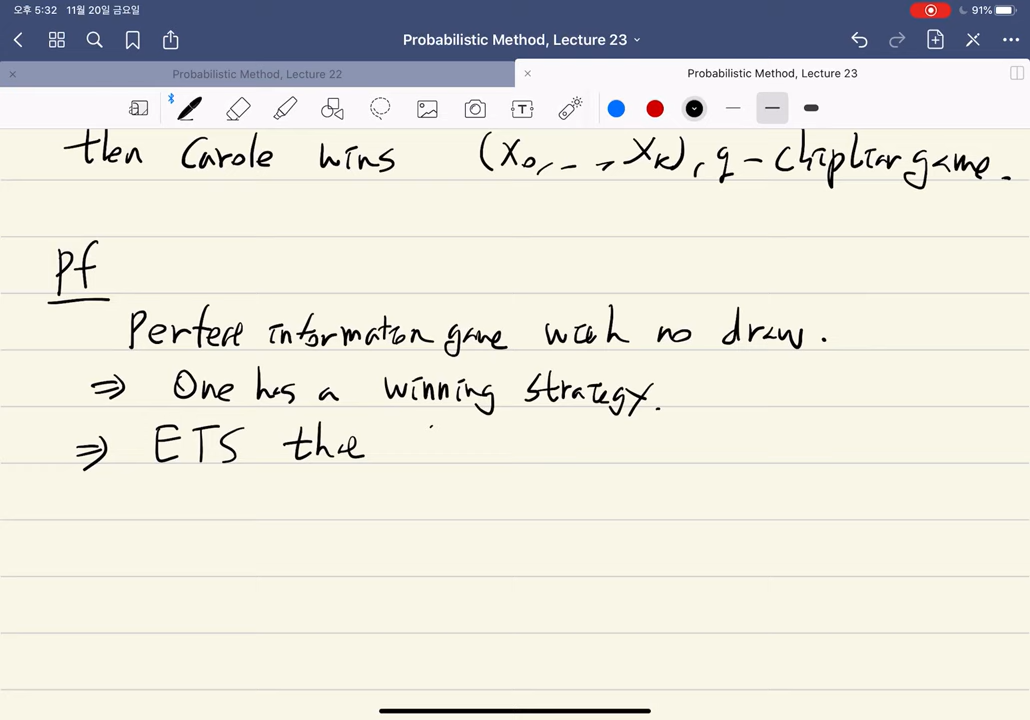 오후 5:32 11월 20일 금요일
91%
Probabilistic Method, Lecture 23
Probabilistic Method, Lecture 22
Probabilistic Method, Lecture 23
T
then Carole wins (x0, .. , xk), q - chipliar game.
Pf
Perfect information game with no draw.
⇒ One has a winning strategy.
⇒ ETS that